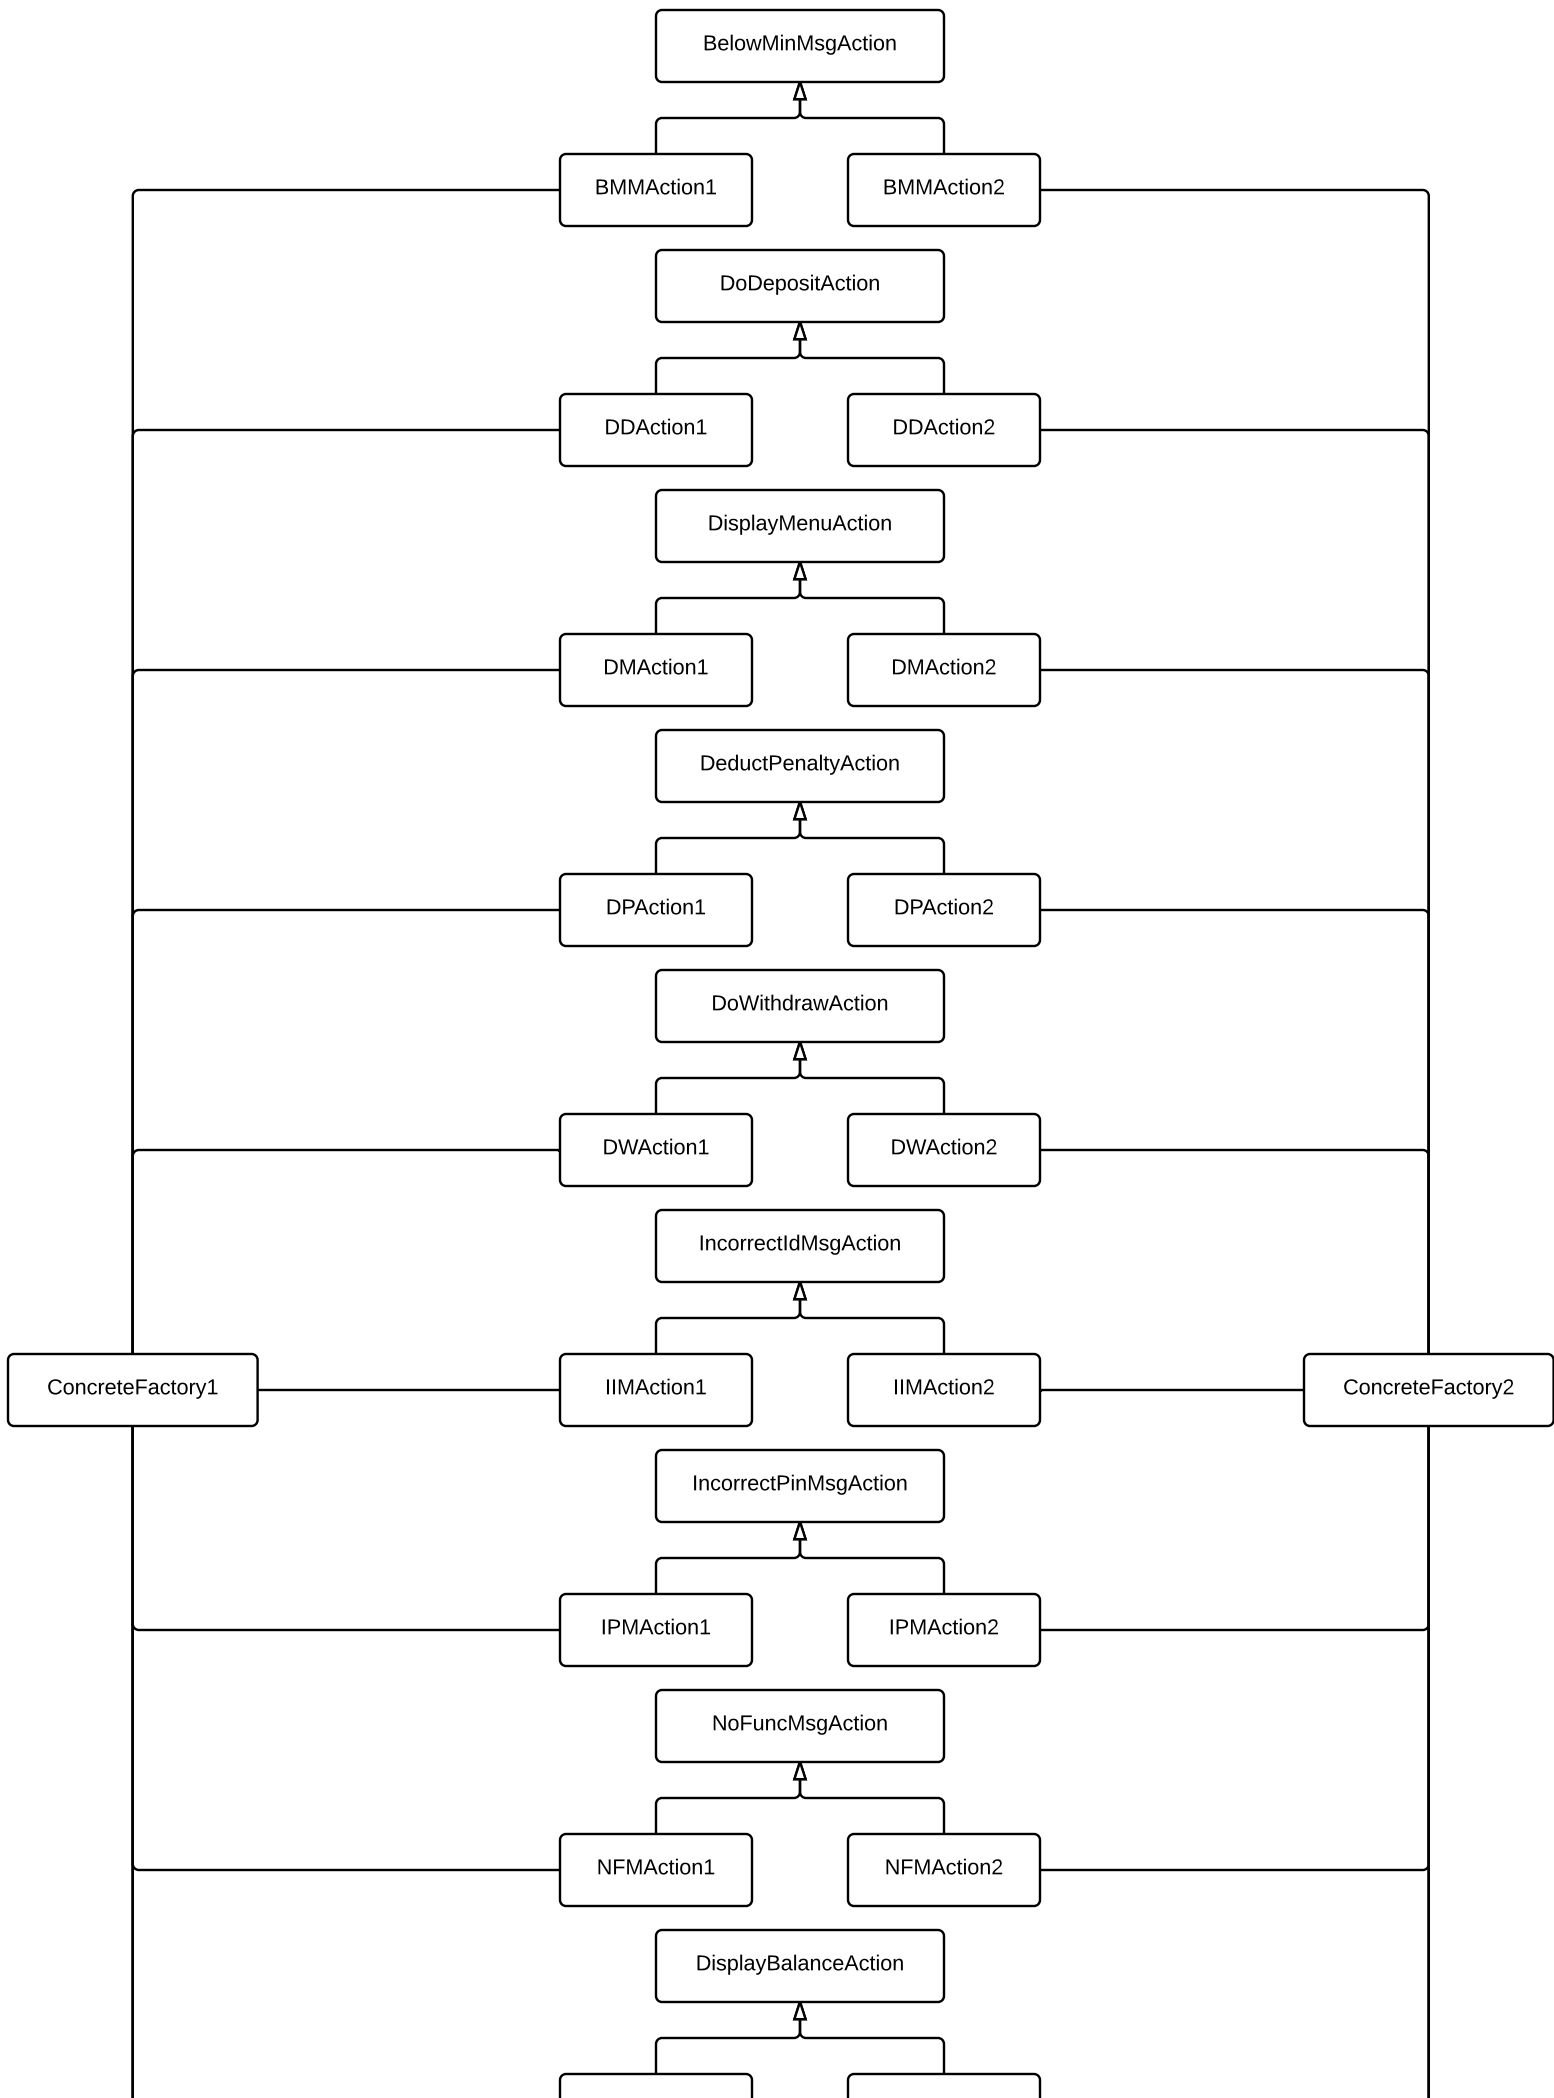 BelowMinMsgAction
BMMAction1
BMMAction2
DoDepositAction
DDAction1
DDAction2
DisplayMenuAction
DMAction1
DMAction2
DeductPenaltyAction
DPAction1
DPAction2
DoWithdrawAction
DWAction1
DWAction2
IncorrectIdMsgAction
ConcreteFactory1
IIMAction1
IIMAction2
ConcreteFactory2
IncorrectPinMsgAction
IPMAction1
IPMAction2
NoFuncMsgAction
NFMAction1
NFMAction2
DisplayBalanceAction